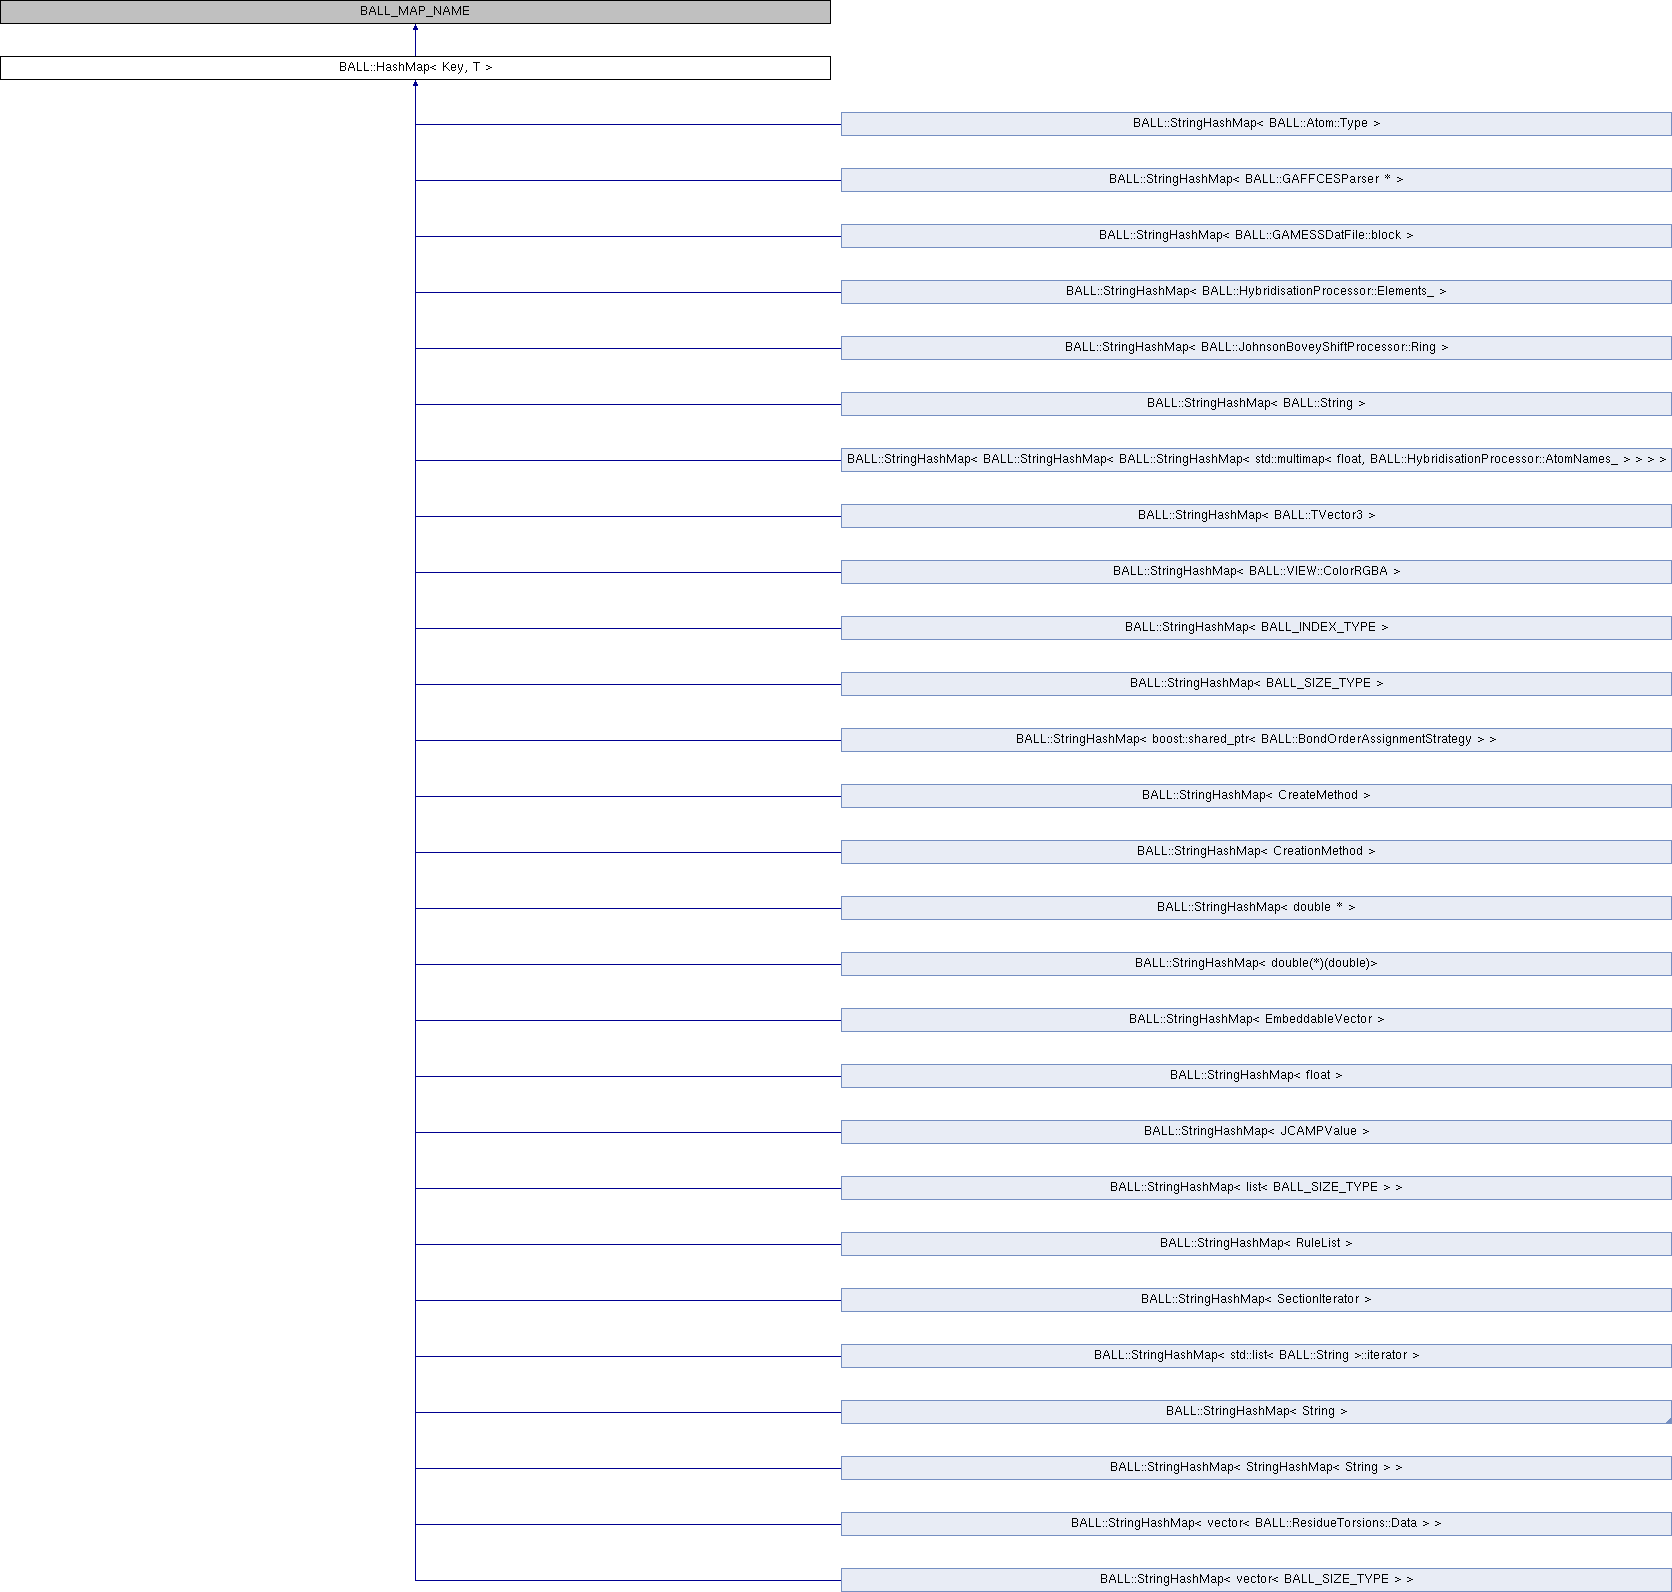 BALL_MAP_NAME
BALL::HashMap< Key, T >
BALL::StringHashMap< BALL::Atom::Type >
BALL::StringHashMap< BALL::GAFFCESParser * >
BALL::StringHashMap< BALL::GAMESSDatFile::block >
BALL::StringHashMap< BALL::HybridisationProcessor::Elements_ >
BALL::StringHashMap< BALL::JohnsonBoveyShiftProcessor::Ring >
BALL::StringHashMap< BALL::String >
BALL::StringHashMap< BALL::StringHashMap< BALL::StringHashMap< std::multimap< float, BALL::HybridisationProcessor::AtomNames_ > > > >
BALL::StringHashMap< BALL::TVector3 >
BALL::StringHashMap< BALL::VIEW::ColorRGBA >
BALL::StringHashMap< BALL_INDEX_TYPE >
BALL::StringHashMap< BALL_SIZE_TYPE >
BALL::StringHashMap< boost::shared_ptr< BALL::BondOrderAssignmentStrategy > >
BALL::StringHashMap< CreateMethod >
BALL::StringHashMap< CreationMethod >
BALL::StringHashMap< double * >
BALL::StringHashMap< double(*)(double)>
BALL::StringHashMap< EmbeddableVector >
BALL::StringHashMap< float >
BALL::StringHashMap< JCAMPValue >
BALL::StringHashMap< list< BALL_SIZE_TYPE > >
BALL::StringHashMap< RuleList >
BALL::StringHashMap< SectionIterator >
BALL::StringHashMap< std::list< BALL::String >::iterator >
BALL::StringHashMap< String >
BALL::StringHashMap< StringHashMap< String > >
BALL::StringHashMap< vector< BALL::ResidueTorsions::Data > >
BALL::StringHashMap< vector< BALL_SIZE_TYPE > >